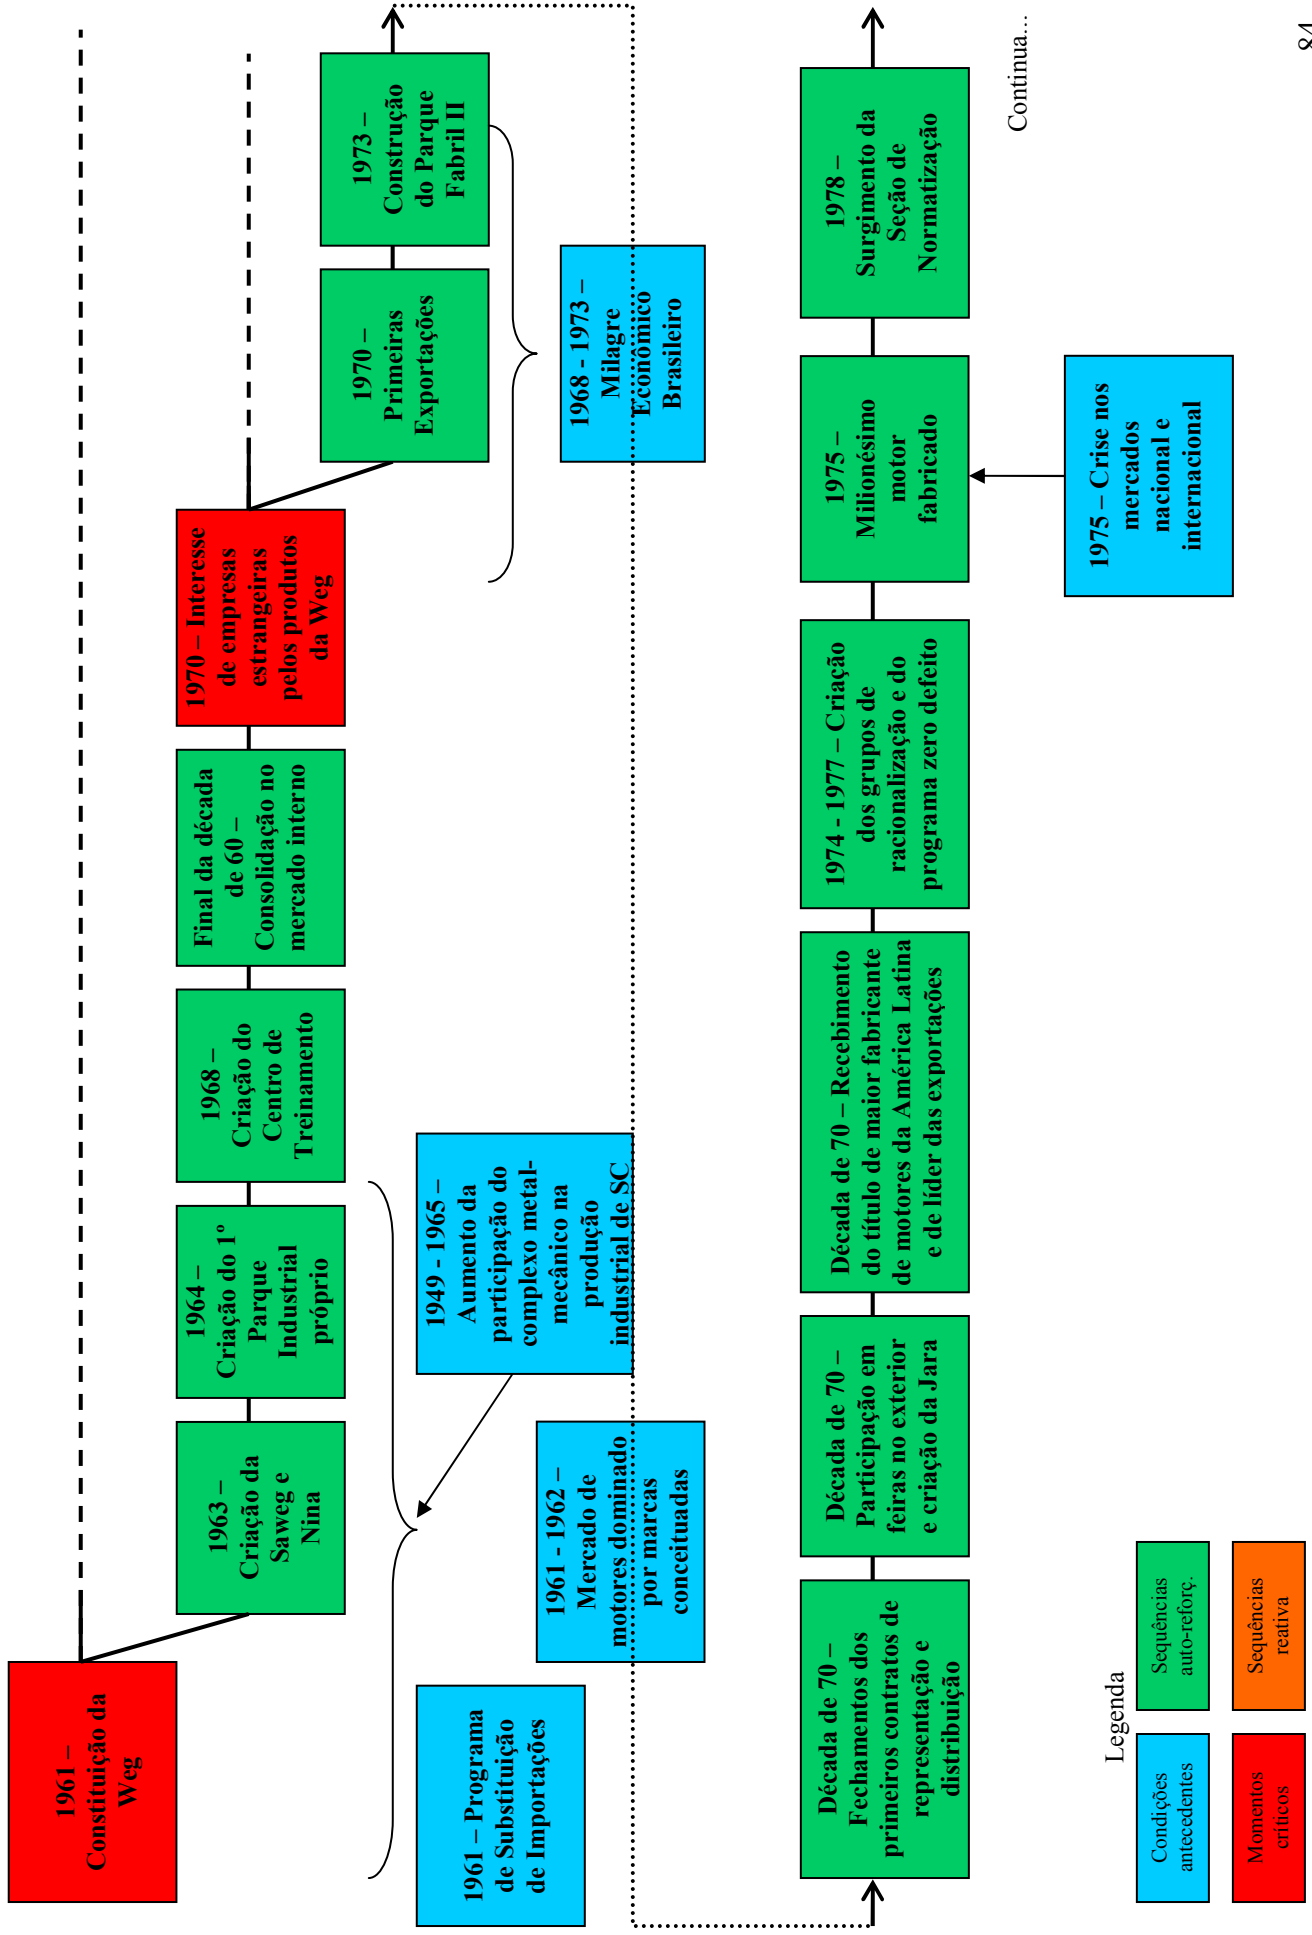 1961 –
Constituição da
Weg
1963 –
Criação da
Saweg e
Nina
1964 –
Criação do 1º
Parque
Industrial
próprio
1968 –
Criação do
Centro de
Treinamento
Final da década
de 60 –
Consolidação no
mercado interno
1970 – Interesse
de empresas
estrangeiras
pelos produtos
da Weg
1970 –
Primeiras
Exportações
1973 –
Construção
do Parque
Fabril II
1961 – Programa
de Substituição
de Importações
1961 - 1962 –
Mercado de
motores dominado
por marcas
conceituadas
1949 - 1965 –
Aumento da
participação do
complexo metal-
mecânico na
produção
industrial de SC
1968 - 1973 –
Milagre
Econômico
Brasileiro
Década de 70 –
Fechamentos dos
primeiros contratos de
representação e
distribuição
Década de 70 –
Participação em
feiras no exterior
e criação da Jara
Década de 70 – Recebimento
do título de maior fabricante
de motores da América Latina
e de líder das exportações
1974 - 1977 – Criação
dos grupos de
racionalização e do
programa zero defeito
1975 –
Milionésimo
motor
fabricado
1978 –
Surgimento da
Seção de
Normatização
1975 – Crise nos
mercados
nacional e
internacional
Continua...
Legenda
Condições
antecedentes
Sequências
auto-reforç.
Momentos
críticos
Sequências
reativa
84